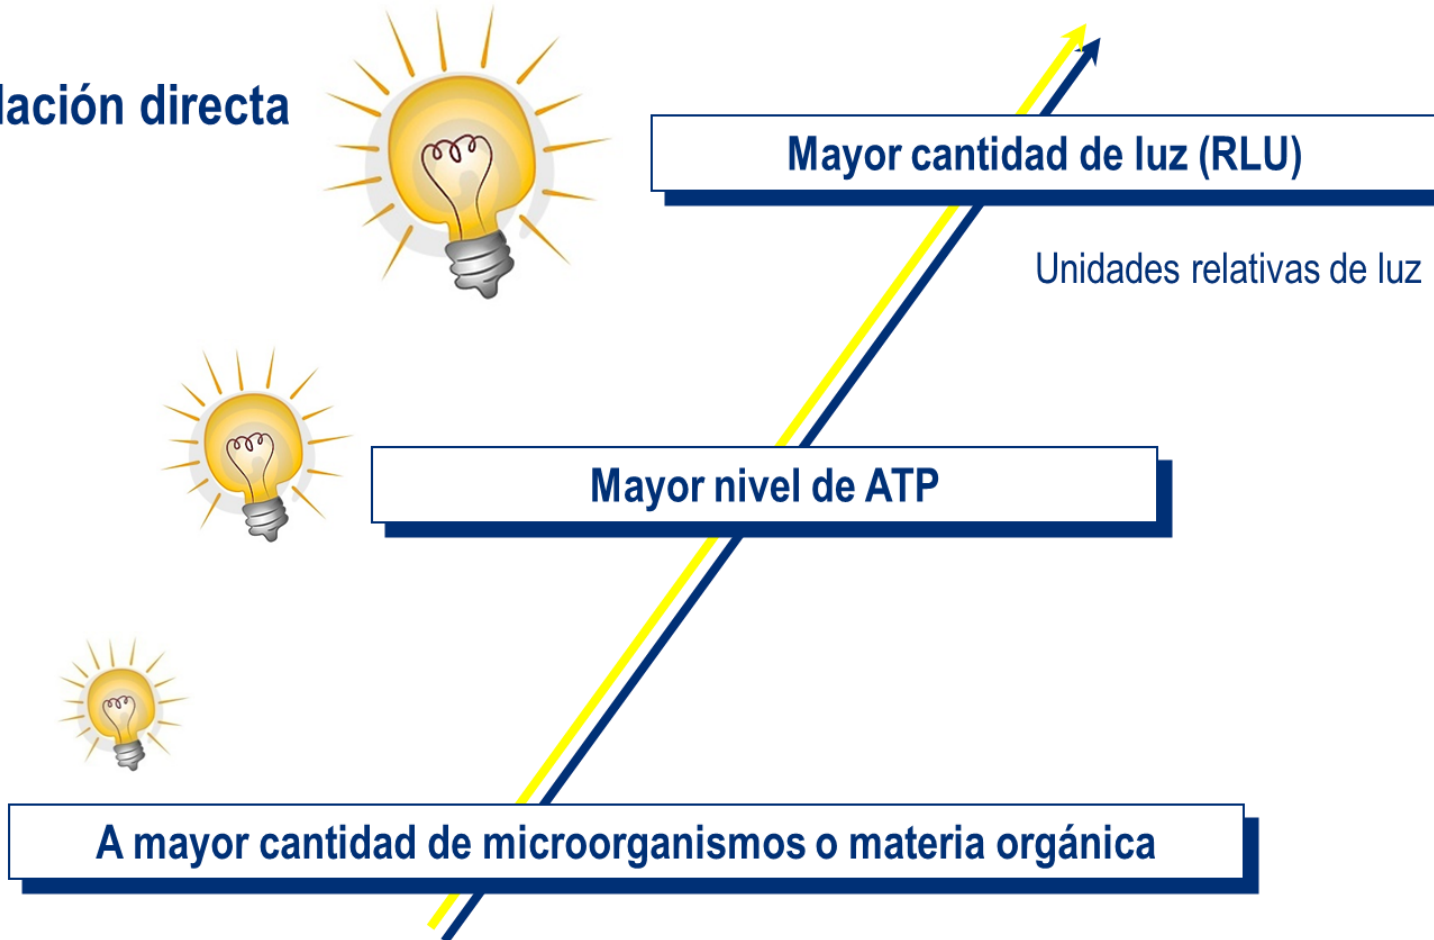 lación directa
Mayor cantidad de luz (RLU)
Unidades relativas de luz
Mayor nivel de ATP
A mayor cantidad de microorganismos o materia orgánica